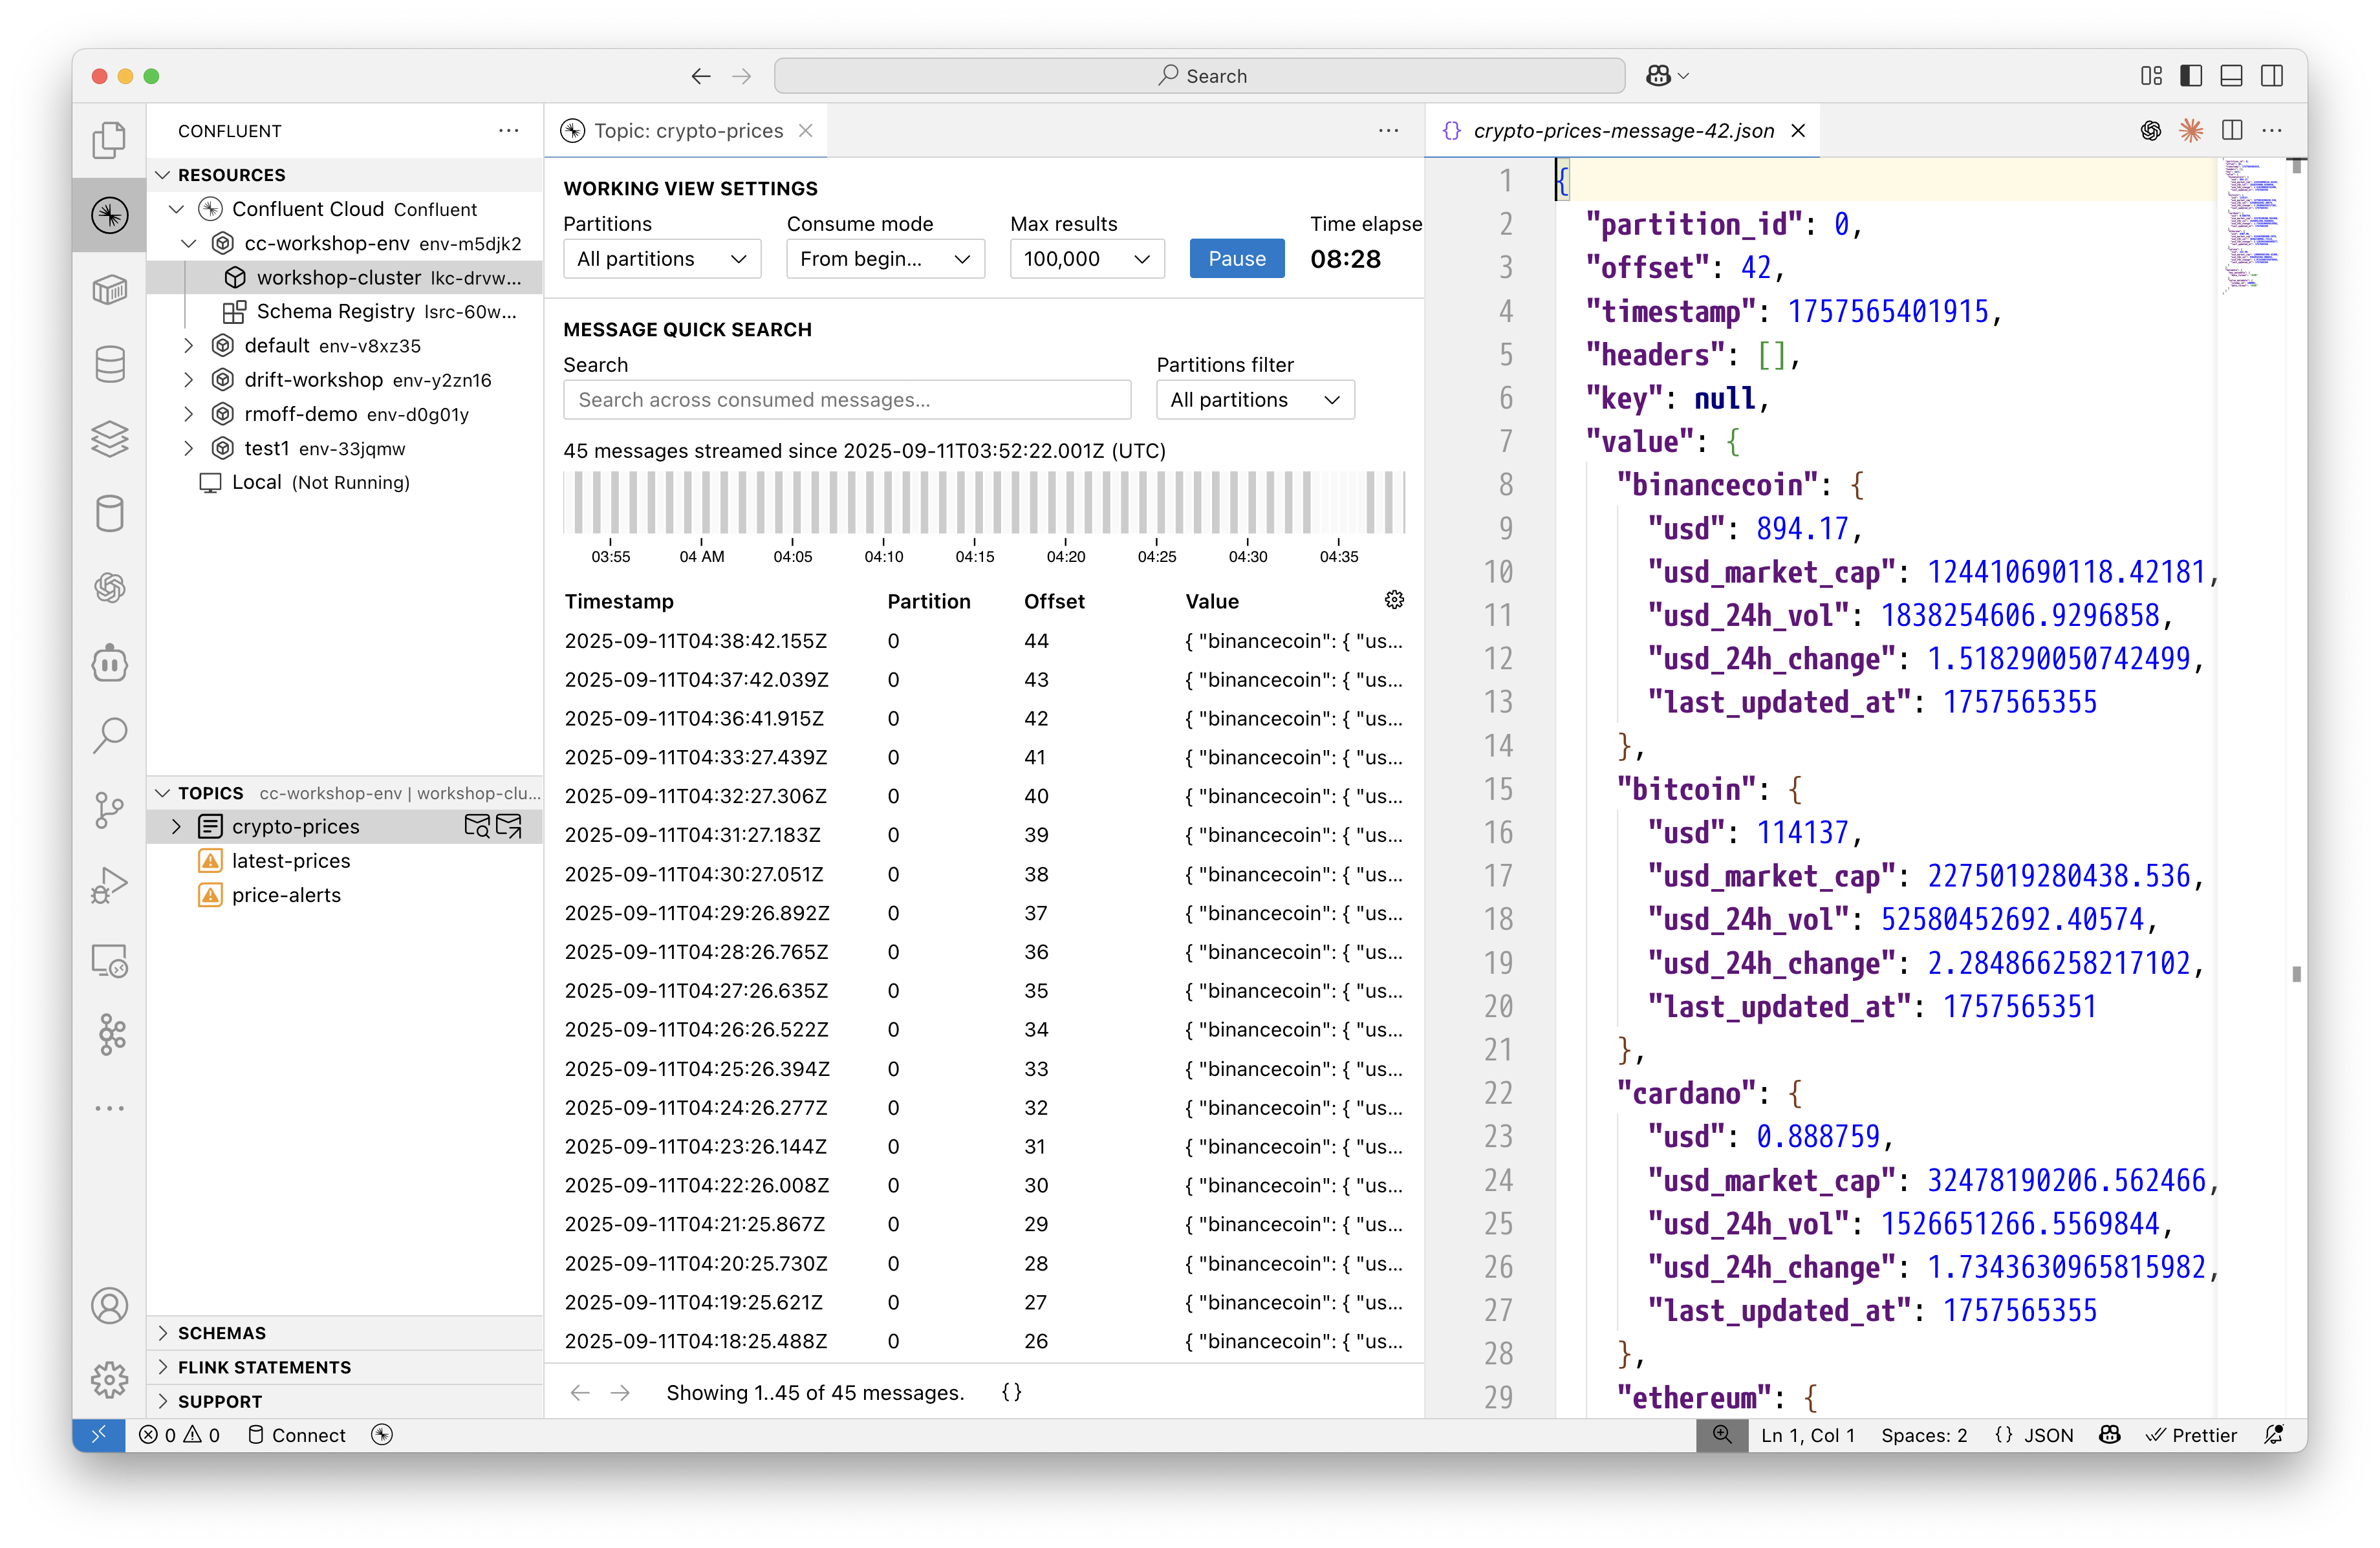 Search
CONFLUENT
RESOURCES
Confluent Cloud Confluent
cc-workshop-env env-m5djk2
workshop-cluster lkc-drvw...
Schema Registry lsrc-60w...
default env-v8xz35
drift-workshop env-y2zn16
rmoff-demo env-d0g01y
test1 env-33jqmw
Local (Not Running)
TOPICS cc-workshop-env | workshop-clu...
crypto-prices
latest-prices
price-alerts
SCHEMAS
FLINK STATEMENTS
SUPPORT
Topic: crypto-prices
WORKING VIEW SETTINGS
Partitions Consume mode Max results Time elapse
All partitions From begin... 100,000 Pause 08:28
MESSAGE QUICK SEARCH
Search Partitions filter
Search across consumed messages... All partitions
45 messages streamed since 2025-09-11T03:52:22.001Z (UTC)
03:55 04 AM 04:05 04:10 04:15 04:20 04:25 04:30 04:35
Timestamp Partition Offset Value
2025-09-11T04:38:42.155Z 0 44 { "binancecoin": { "us...
2025-09-11T04:37:42.039Z 0 43 { "binancecoin": { "us...
2025-09-11T04:36:41.915Z 0 42 { "binancecoin": { "us...
2025-09-11T04:33:27.439Z 0 41 { "binancecoin": { "us...
2025-09-11T04:32:27.306Z 0 40 { "binancecoin": { "us...
2025-09-11T04:31:27.183Z 0 39 { "binancecoin": { "us...
2025-09-11T04:30:27.051Z 0 38 { "binancecoin": { "us...
2025-09-11T04:29:26.892Z 0 37 { "binancecoin": { "us...
2025-09-11T04:28:26.765Z 0 36 { "binancecoin": { "us...
2025-09-11T04:27:26.635Z 0 35 { "binancecoin": { "us...
2025-09-11T04:26:26.522Z 0 34 { "binancecoin": { "us...
2025-09-11T04:25:26.394Z 0 33 { "binancecoin": { "us...
2025-09-11T04:24:26.277Z 0 32 { "binancecoin": { "us...
2025-09-11T04:23:26.144Z 0 31 { "binancecoin": { "us...
2025-09-11T04:22:26.008Z 0 30 { "binancecoin": { "us...
2025-09-11T04:21:25.867Z 0 29 { "binancecoin": { "us...
2025-09-11T04:20:25.730Z 0 28 { "binancecoin": { "us...
2025-09-11T04:19:25.621Z 0 27 { "binancecoin": { "us...
2025-09-11T04:18:25.488Z 0 26 { "binancecoin": { "us...
Showing 1..45 of 45 messages. {}
{} crypto-prices-message-42.json
1 {
2 "partition_id": 0,
3 "offset": 42,
4 "timestamp": 1757565401915,
5 "headers": [],
6 "key": null,
7 "value": {
8 "binancecoin": {
9 "usd": 894.17,
10 "usd_market_cap": 124410690118.42181,
11 "usd_24h_vol": 1838254606.9296858,
12 "usd_24h_change": 1.518290050742499,
13 "last_updated_at": 1757565355
14 },
15 "bitcoin": {
16 "usd": 114137,
17 "usd_market_cap": 2275019280438.536,
18 "usd_24h_vol": 52580452692.40574,
19 "usd_24h_change": 2.284866258217102,
20 "last_updated_at": 1757565351
21 },
22 "cardano": {
23 "usd": 0.888759,
24 "usd_market_cap": 32478190206.562466,
25 "usd_24h_vol": 1526651266.5569844,
26 "usd_24h_change": 1.7343630965815982,
27 "last_updated_at": 1757565355
28 },
29 "ethereum": {
0 0 Connect
Ln 1, Col 1 Spaces: 2 {} JSON Prettier